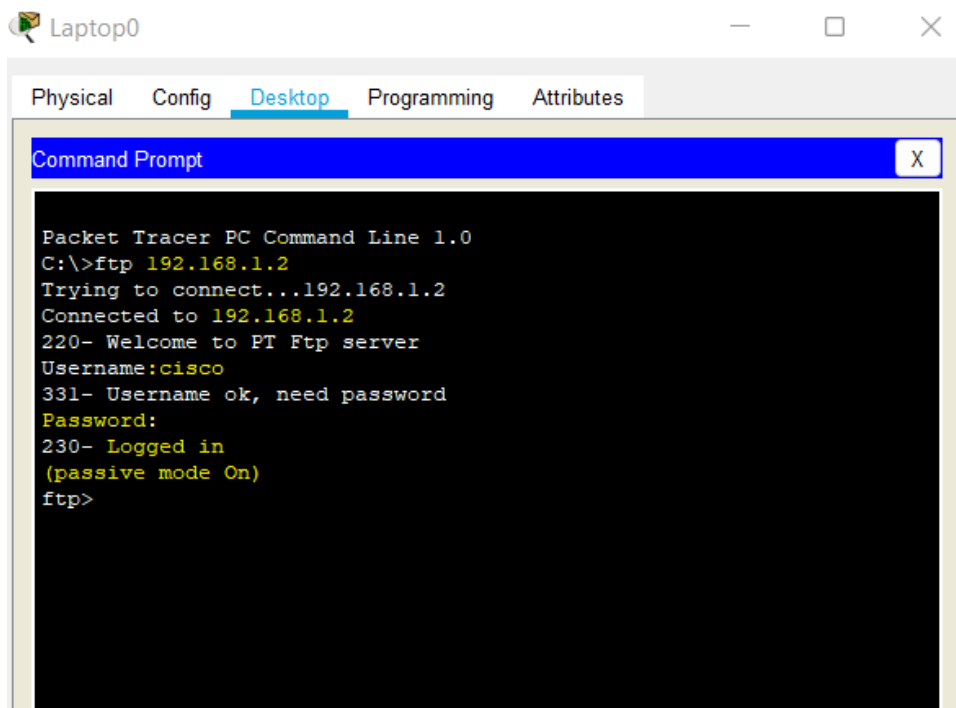 Laptop0
Physical Config Desktop Programming Attributes
Command Prompt
X
Packet Tracer PC Command Line 1.0
C:\>ftp 192.168.1.2
Trying to connect...192.168.1.2
Connected to 192.168.1.2
220- Welcome to PT Ftp server
Username:cisco
331- Username ok, need password
Password:
230- Logged in
(passive mode On)
ftp>